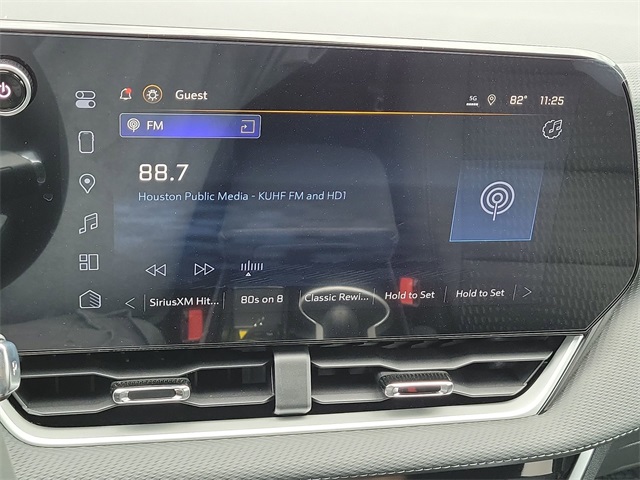 Guest
5G 82° 11:25
FM
88.7
Houston Public Media - KUHF FM and HD1
SiriusXM Hit... 80s on 8 Classic Rewi... Hold to Set Hold to Set